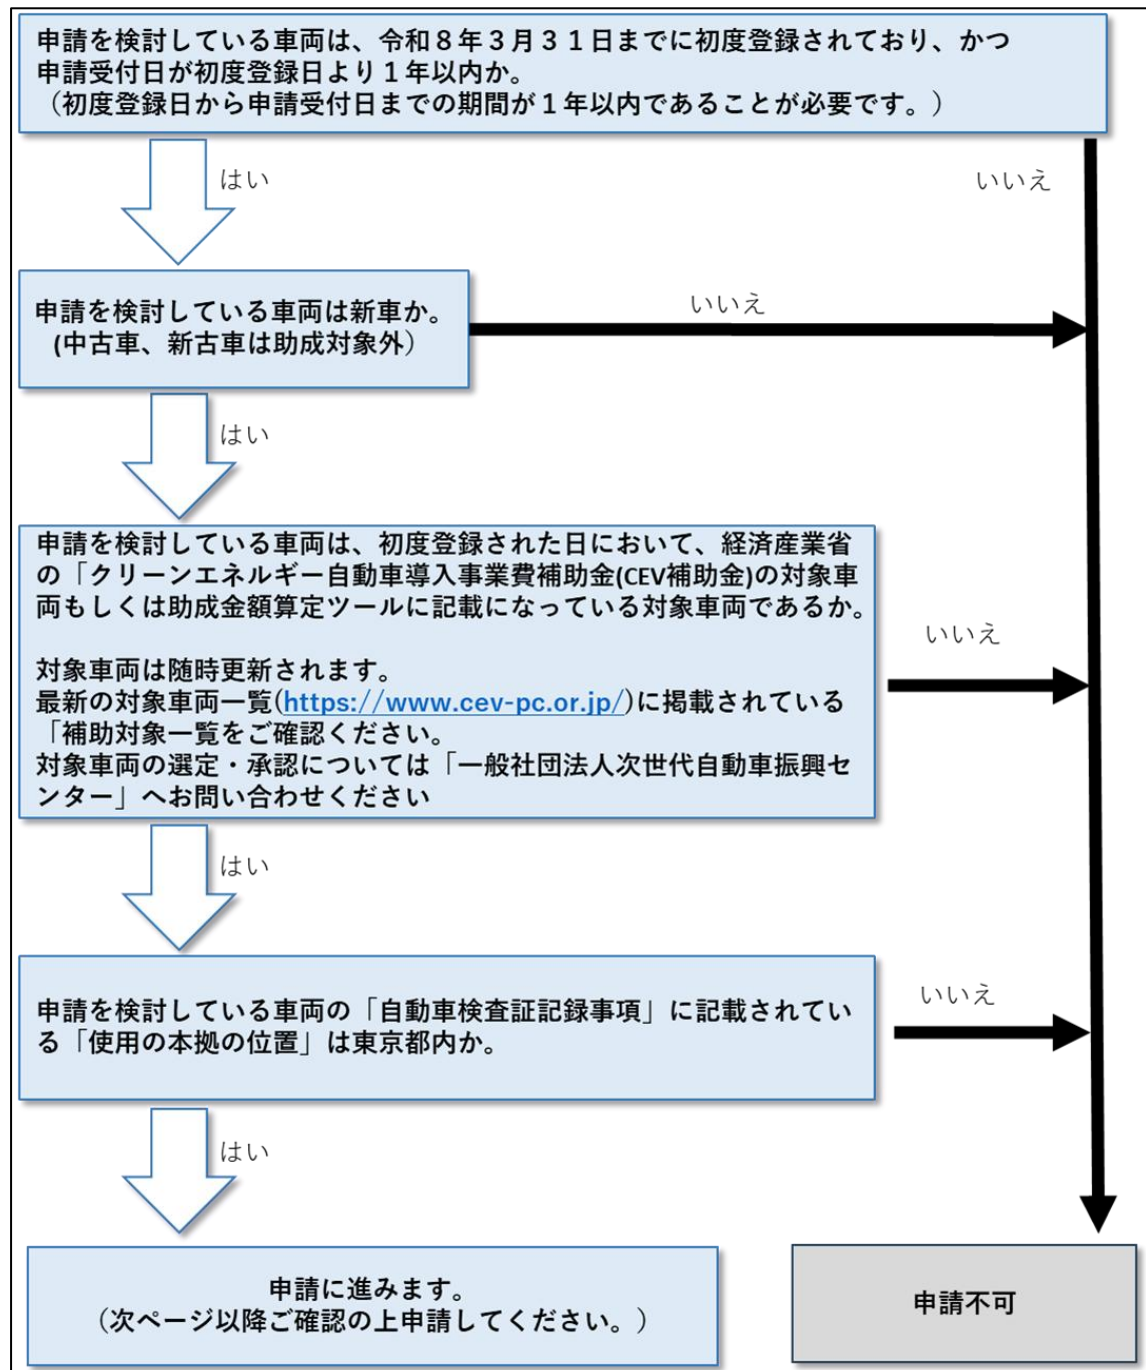 申請を検討している車両は、令和８年３月３１日までに初度登録されており、かつ
申請受付日が初度登録日より１年以内か。
（初度登録日から申請受付日までの期間が１年以内であることが必要です。）
はい
いいえ
申請を検討している車両は新車か。
(中古車、新古車は助成対象外）
いいえ
はい
申請を検討している車両は、初度登録された日において、経済産業省
の「クリーンエネルギー自動車導入事業費補助金(CEV補助金)の対象車
両もしくは助成金額算定ツールに記載になっている対象車両であるか。
対象車両は随時更新されます。
最新の対象車両一覧(https://www.cev-pc.or.jp/)に掲載されている
「補助対象一覧をご確認ください。
対象車両の選定・承認については「一般社団法人次世代自動車振興セ
ンター」へお問い合わせください
いいえ
はい
申請を検討している車両の「自動車検査証記録事項」に記載されてい
る「使用の本拠の位置」は東京都内か。
いいえ
はい
申請に進みます。
（次ページ以降ご確認の上申請してください。）
申請不可